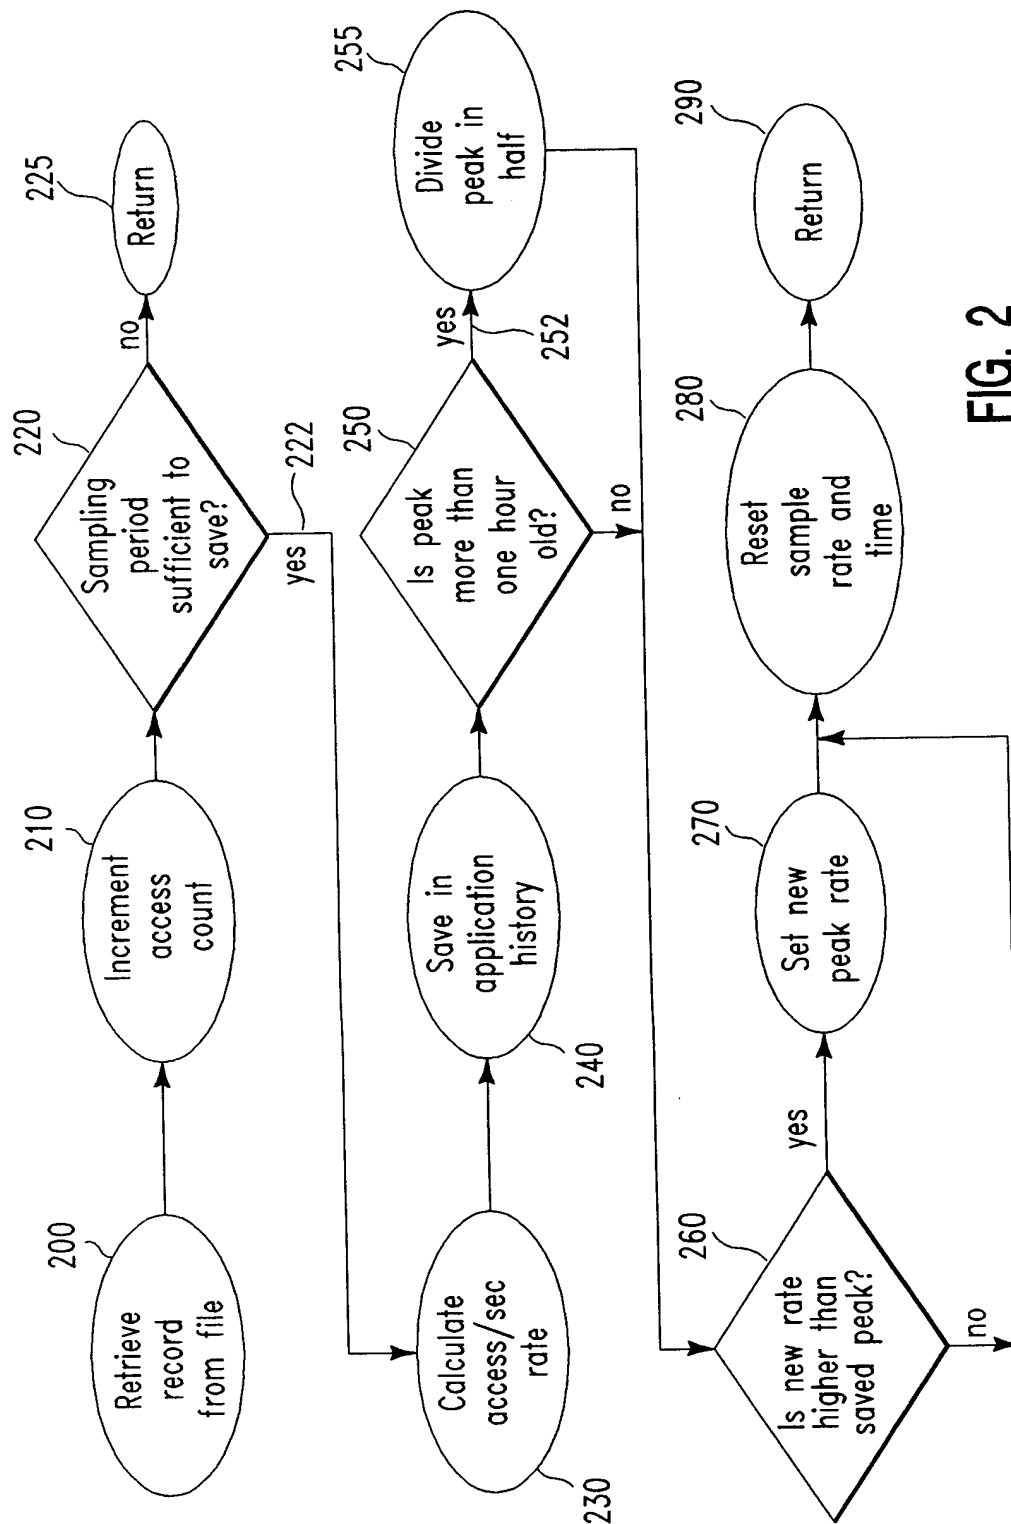 200
Retrieve
record
from file
210
Increment
access
count
220
Sampling
period
sufficient to
save?
no
225
Return
yes
222
230
Calculate
access/sec
rate
240
Save in
application
history
250
Is peak
more than
one hour
old?
yes
252
no
255
Divide
peak in
half
260
Is new rate
higher than
saved peak?
yes
no
270
Set new
peak rate
280
Reset
sample
rate and
time
290
Return
FIG. 2